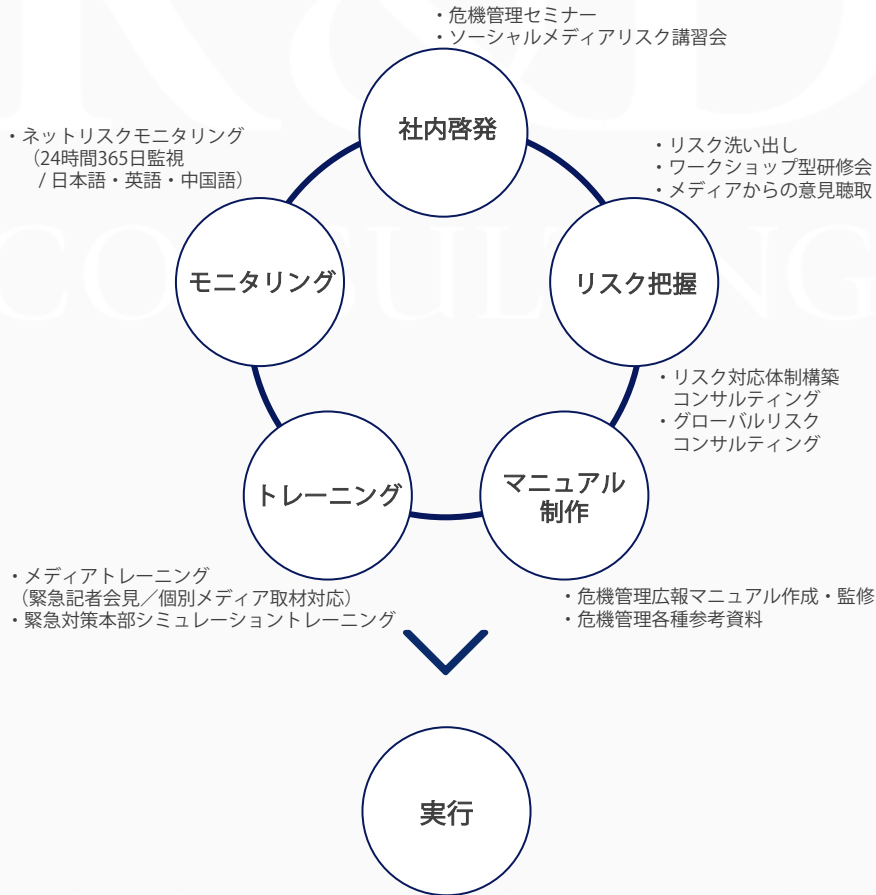 R&D
CONSULTING
・危機管理セミナー
・ソーシャルメディアリスク講習会
社内啓発
・ネットリスクモニタリング
（24時間365日監視
/ 日本語・英語・中国語）
・リスク洗い出し
・ワークショップ型研修会
・メディアからの意見聴取
モニタリング
リスク把握
・リスク対応体制構築
コンサルティング
・グローバルリスク
コンサルティング
トレーニング
マニュアル
制作
・メディアトレーニング
（緊急記者会見／個別メディア取材対応）
・緊急対策本部シミュレーショントレーニング
・危機管理広報マニュアル作成・監修
・危機管理各種参考資料
実行